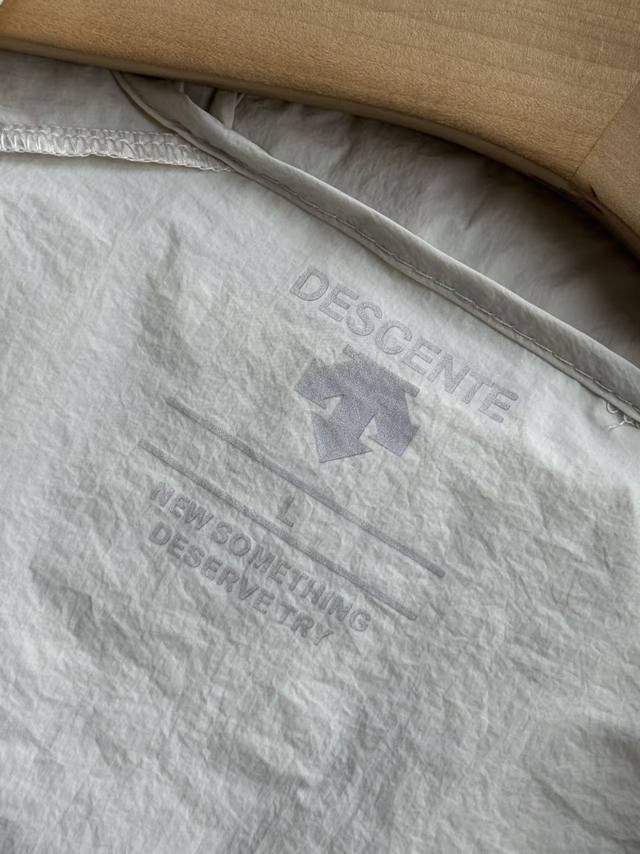 DESCENTE
L
NEW SOMETHING
DESERVE TRY